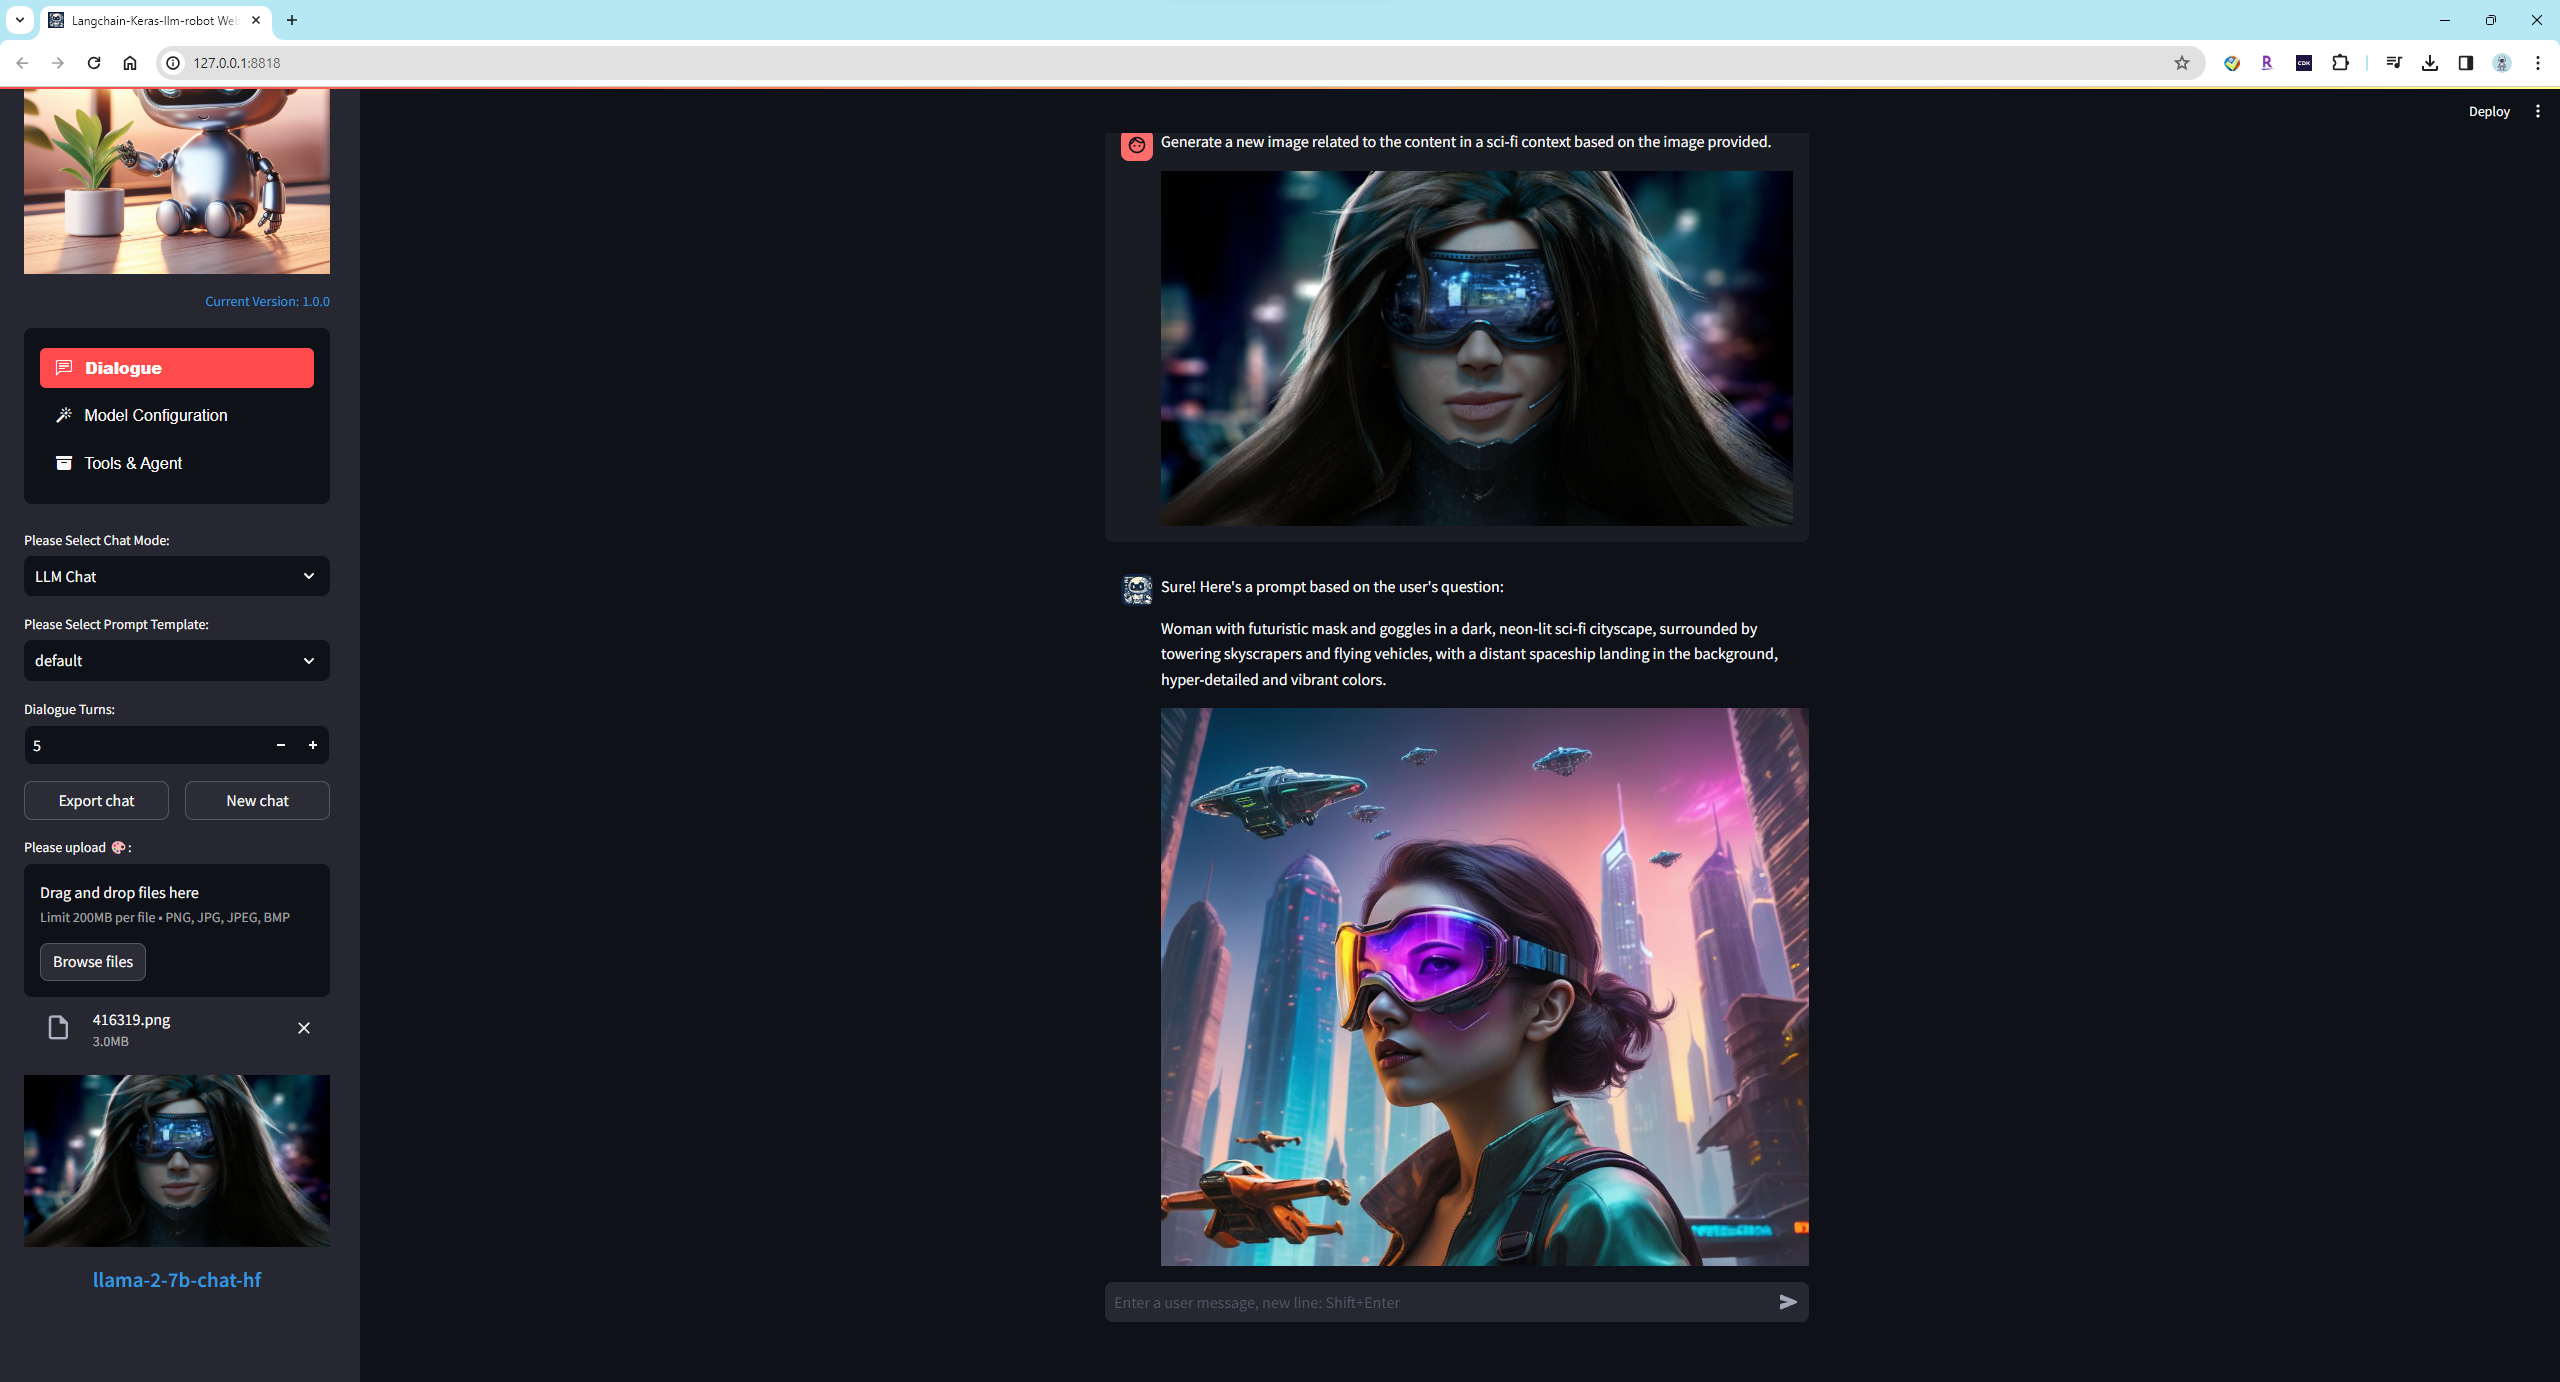 Langchain-Keras-llm-robot We
127.0.0.1:8818
Deploy
Current Version: 1.0.0
Dialogue
Model Configuration
Tools & Agent
Please Select Chat Mode:
LLM Chat
Please Select Prompt Template:
default
Dialogue Turns:
5
Export chat
New chat
Please upload 🎨:
Drag and drop files here
Limit 200MB per file • PNG, JPG, JPEG, BMP
Browse files
416319.png
3.0MB
llama-2-7b-chat-hf
Generate a new image related to the content in a sci-fi context based on the image provided.
Sure! Here's a prompt based on the user's question:
Woman with futuristic mask and goggles in a dark, neon-lit sci-fi cityscape, surrounded by
towering skyscrapers and flying vehicles, with a distant spaceship landing in the background,
hyper-detailed and vibrant colors.
Enter a user message, new line: Shift+Enter